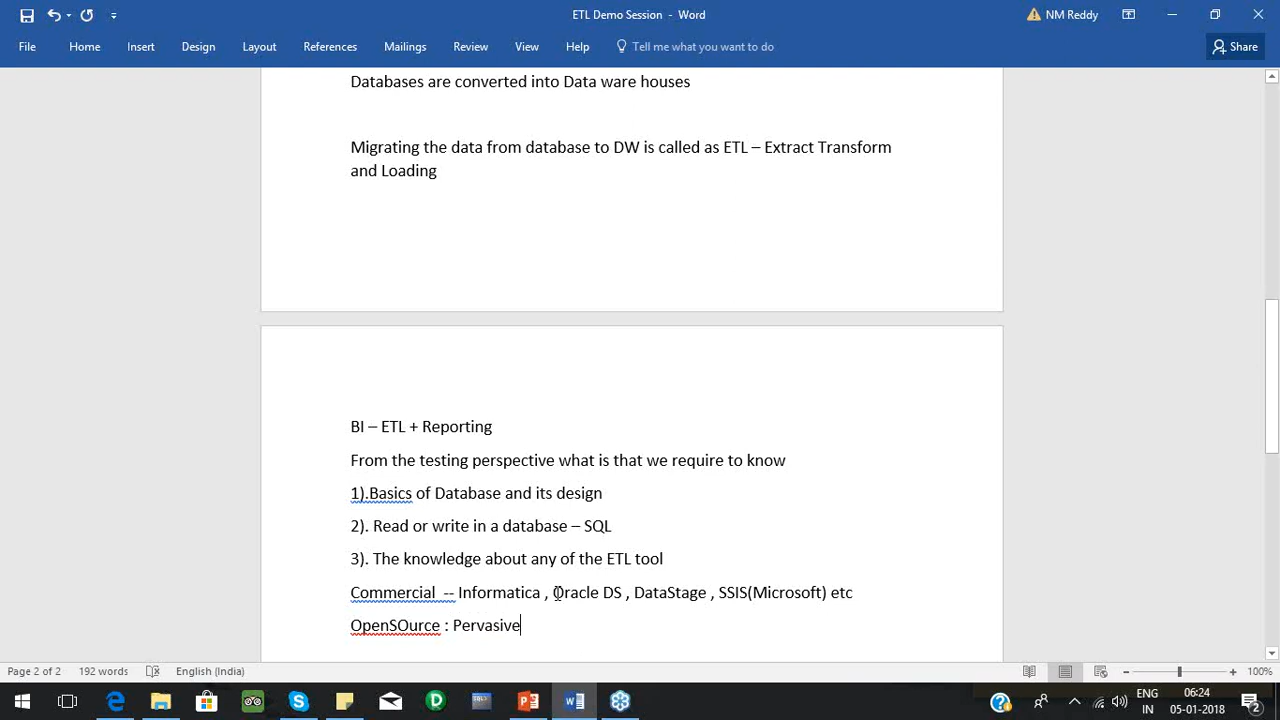 ETL Demo Session - Word
NM Reddy
File Home Insert Design Layout References Mailings Review View Help Tell me what you want to do Share
Databases are converted into Data ware houses
Migrating the data from database to DW is called as ETL – Extract Transform
and Loading
BI – ETL + Reporting
From the testing perspective what is that we require to know
1).Basics of Database and its design
2). Read or write in a database – SQL
3). The knowledge about any of the ETL tool
Commercial -- Informatica , Oracle DS , DataStage , SSIS(Microsoft) etc
OpenSOurce : Pervasive
Page 2 of 2 192 words English (India) 100%
ENG 06:24
IN 05-01-2018 2